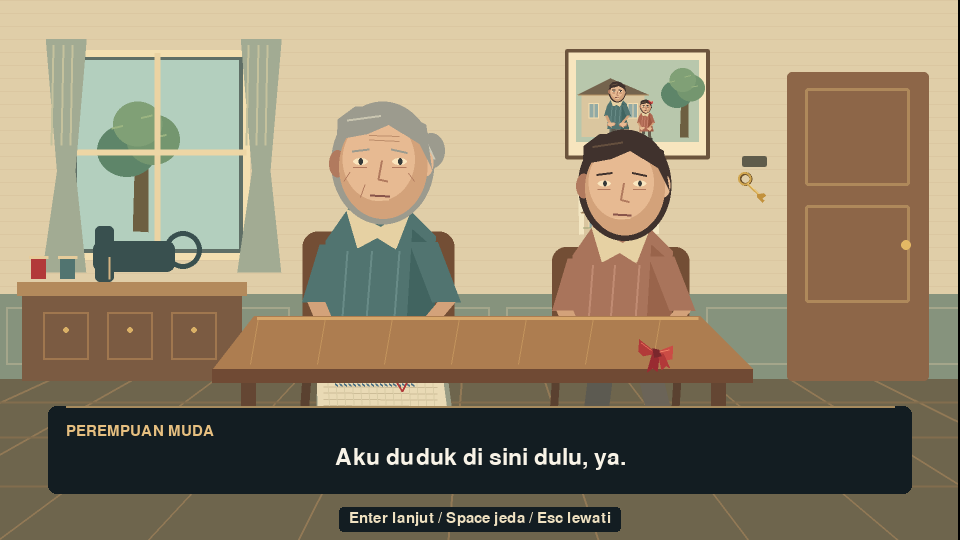 PEREMPUAN MUDA
Aku duduk di sini dulu, ya.
Enter lanjut / Space jeda / Esc lewati